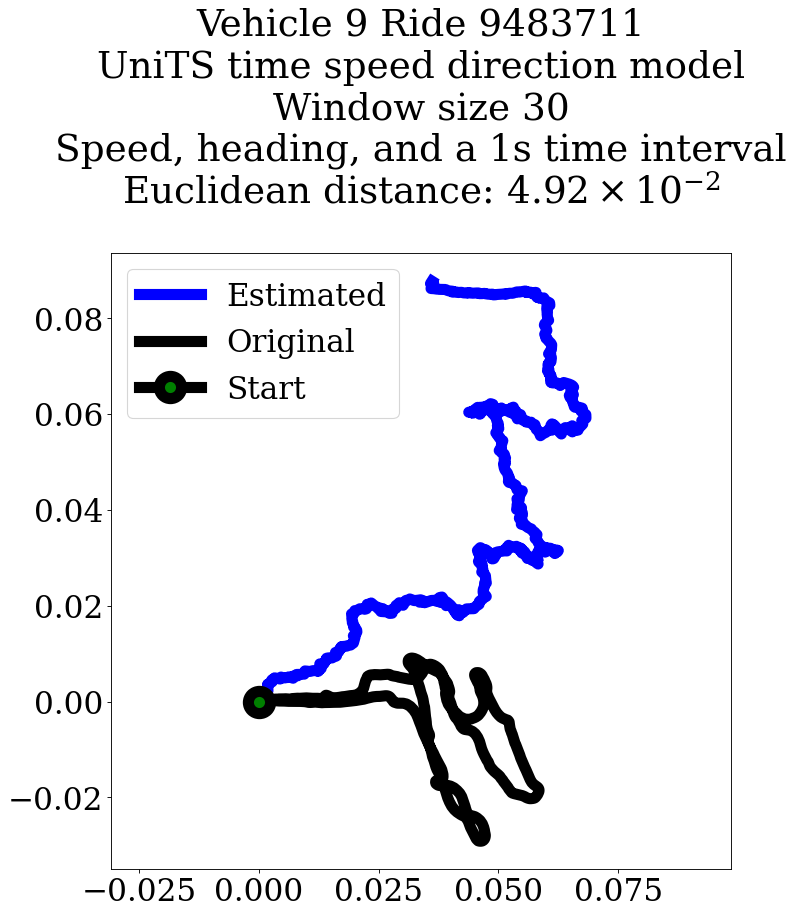 Vehicle 9 Ride 9483711
UniTS time speed direction model
Window size 30
Speed, heading, and a 1s time interval
Euclidean distance: 4.92 × 10⁻²
Estimated
Original
Start
0.08
0.06
0.04
0.02
0.00
−0.02
−0.025 0.000 0.025 0.050 0.075